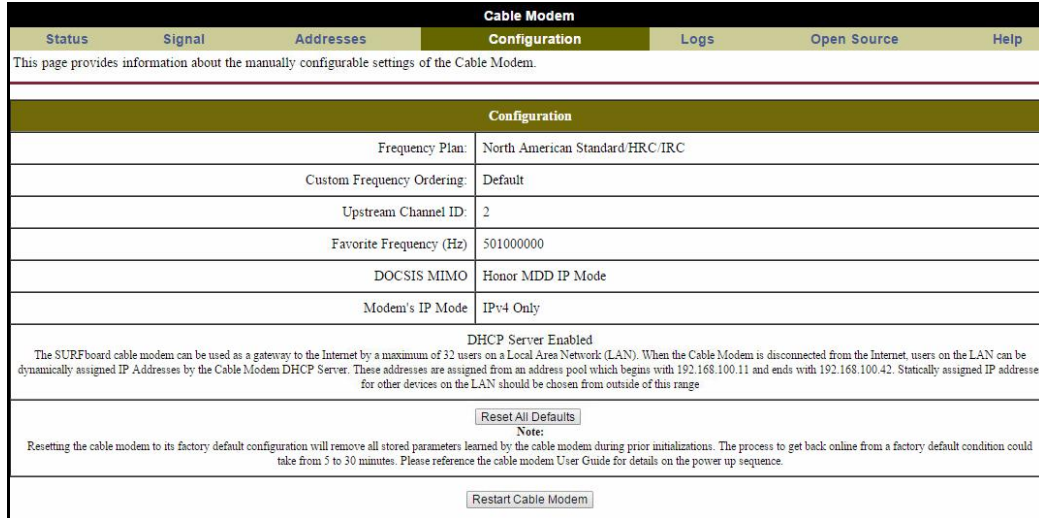 Cable Modem
Status Signal Addresses Configuration Logs Open Source Help
This page provides information about the manually configurable settings of the Cable Modem.
Configuration
Frequency Plan: North American Standard/HRC/IRC
Custom Frequency Ordering: Default
Upstream Channel ID: 2
Favorite Frequency (Hz) 501000000
DOCSIS MIMO Honor MDD IP Mode
Modem's IP Mode IPv4 Only
DHCP Server Enabled
The SURFboard cable modem can be used as a gateway to the Internet by a maximum of 32 users on a Local Area Network (LAN). When the Cable Modem is disconnected from the Internet, users on the LAN can be
dynamically assigned IP Addresses by the Cable Modem DHCP Server. These addresses are assigned from an address pool which begins with 192.168.100.11 and ends with 192.168.100.42. Statically assigned IP addresse
for other devices on the LAN should be chosen from outside of this range
Reset All Defaults
Note:
Resetting the cable modem to its factory default configuration will remove all stored parameters learned by the cable modem during prior initializations. The process to get back online from a factory default condition could
take from 5 to 30 minutes. Please reference the cable modem User Guide for details on the power up sequence.
Restart Cable Modem